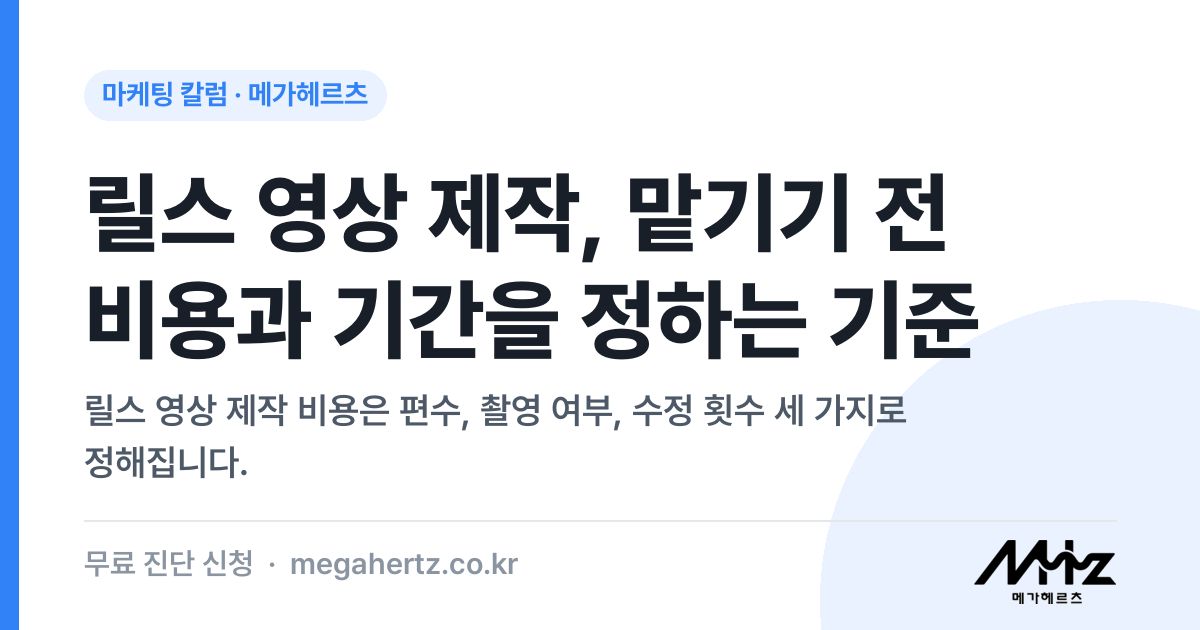 마케팅 칼럼 · 메가헤르츠
릴스 영상 제작, 맡기기 전
비용과 기간을 정하는 기준
릴스 영상 제작 비용은 편수, 촬영 여부, 수정 횟수 세 가지로
정해집니다.
무료 진단 신청 · megahertz.co.kr
MHz
메가헤르츠